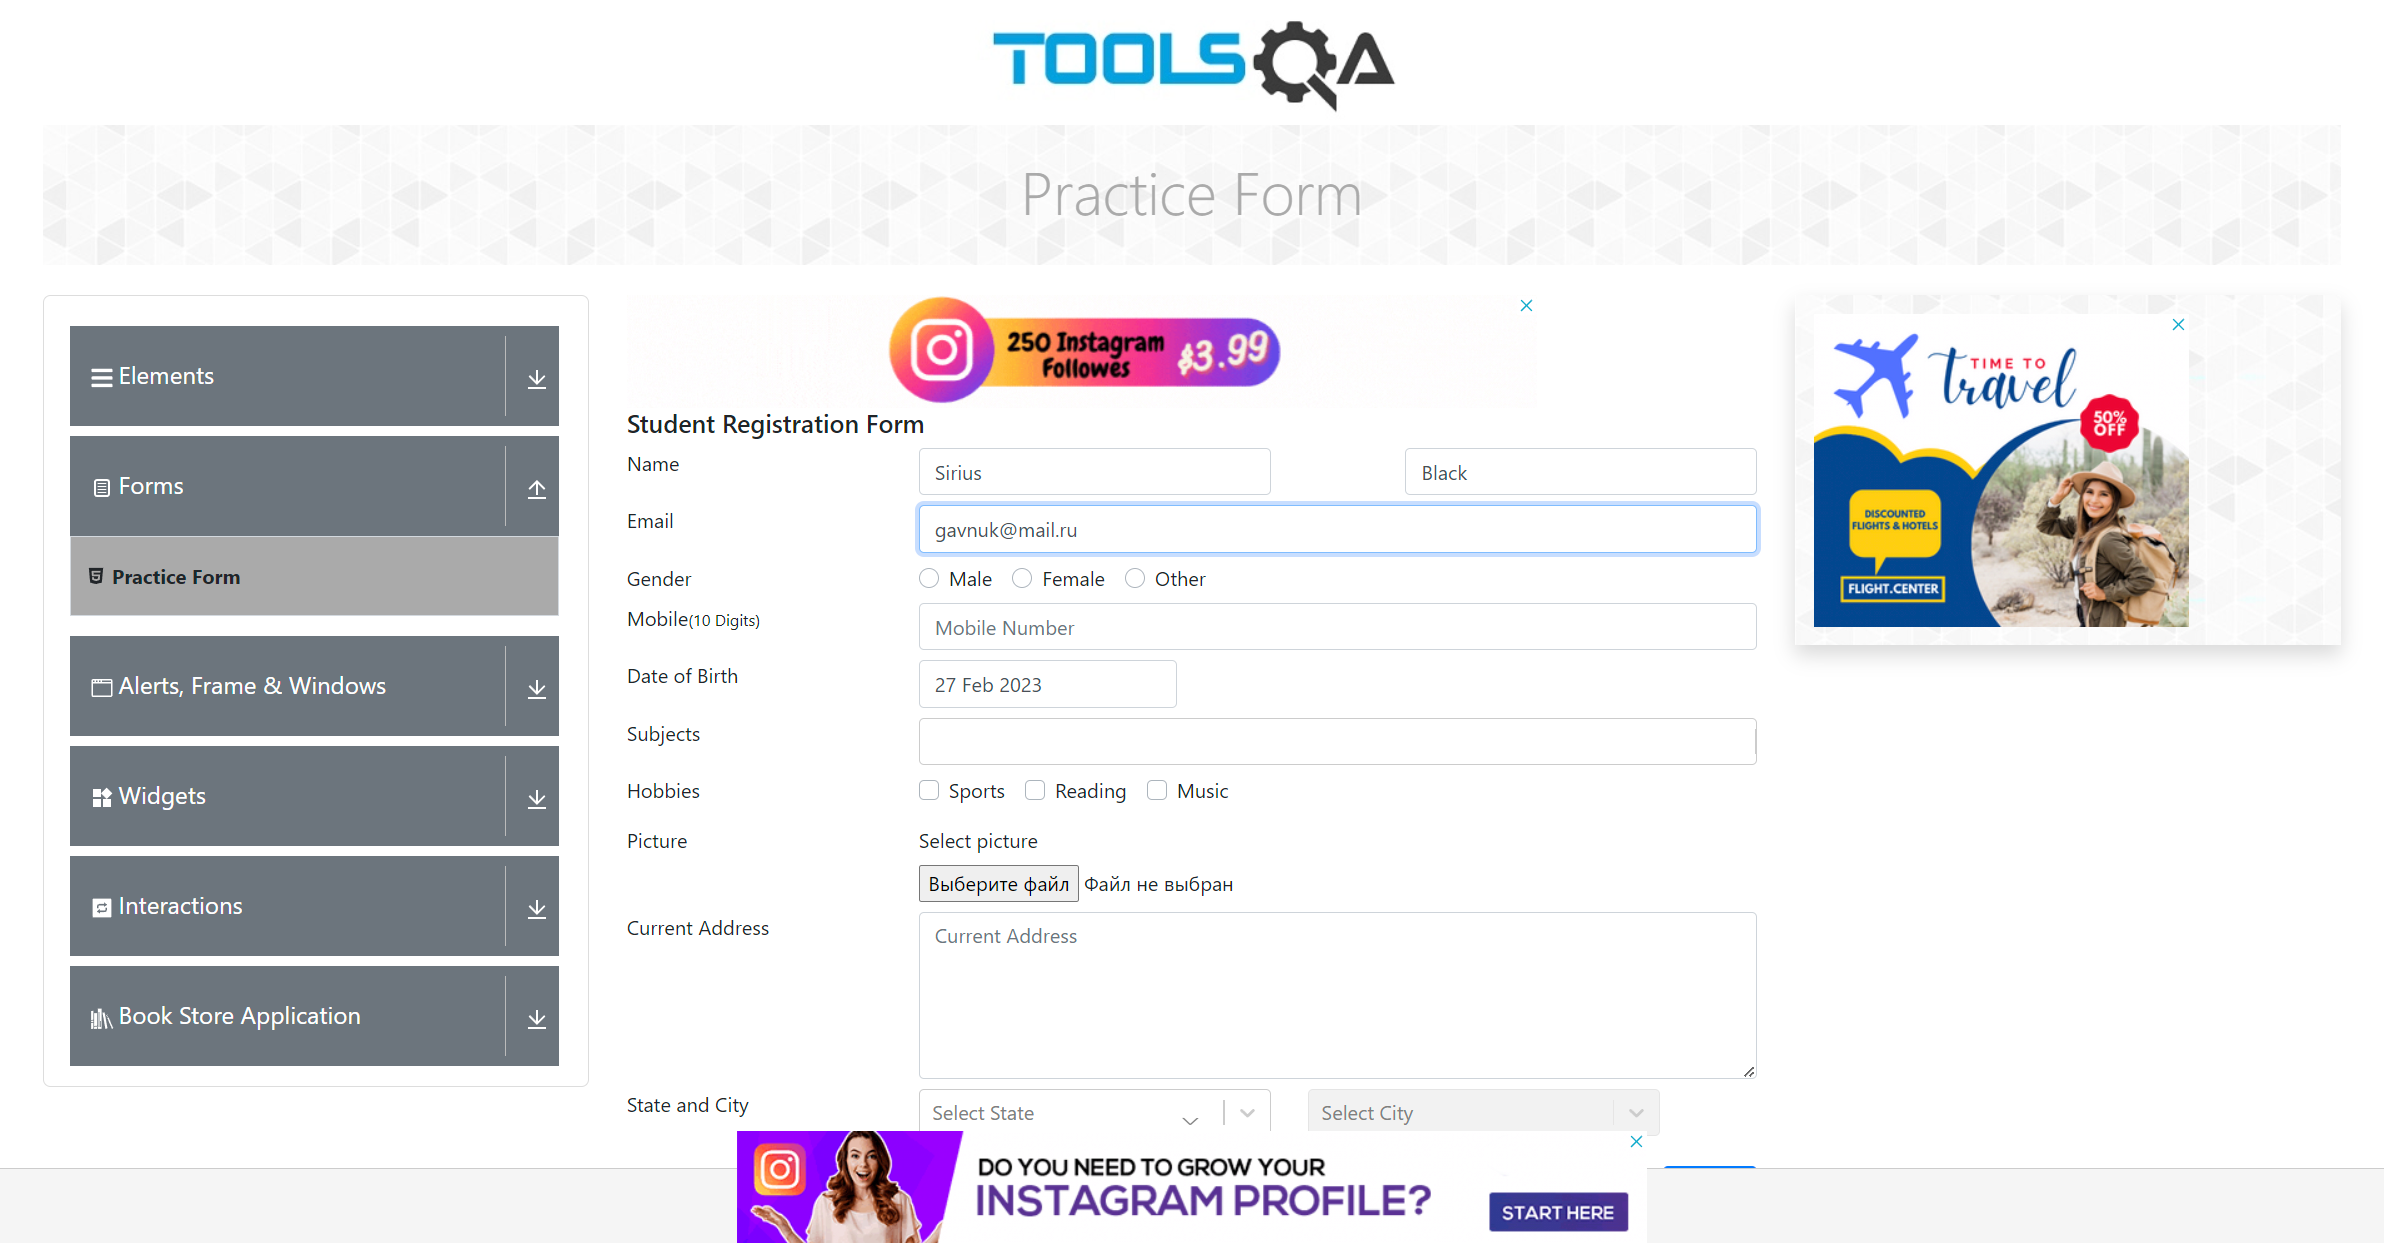 TOOLSQA
Practice Form
Elements
Forms
Practice Form
Alerts, Frame & Windows
Widgets
Interactions
Book Store Application
250 Instagram
Followes
$3.99
Student Registration Form
Name
Sirius
Black
Email
gavnuk@mail.ru
Gender
Male
Female
Other
Mobile(10 Digits)
Mobile Number
Date of Birth
27 Feb 2023
Subjects
Hobbies
Sports
Reading
Music
Picture
Select picture
Выберите файл
Файл не выбран
Current Address
Current Address
State and City
Select State
Select City
TIME TO
travel
50%
OFF
DISCOUNTED
FLIGHTS & HOTELS
FLIGHT.CENTER
DO YOU NEED TO GROW YOUR
INSTAGRAM PROFILE?
START HERE